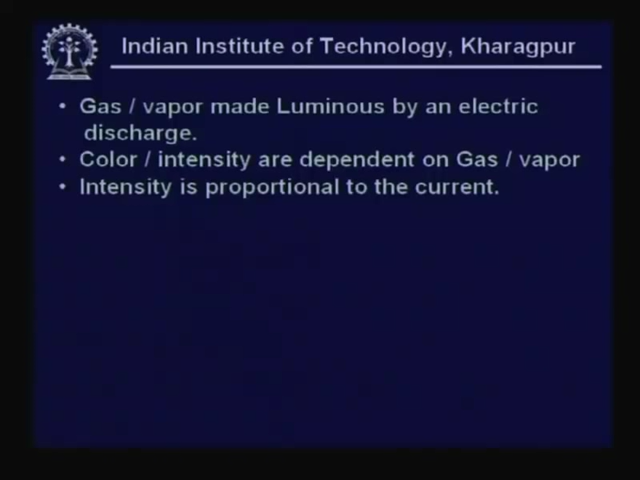 Indian Institute of Technology, Kharagpur
• Gas / vapor made Luminous by an electric
discharge.
• Color / intensity are dependent on Gas / vapor
• Intensity is proportional to the current.